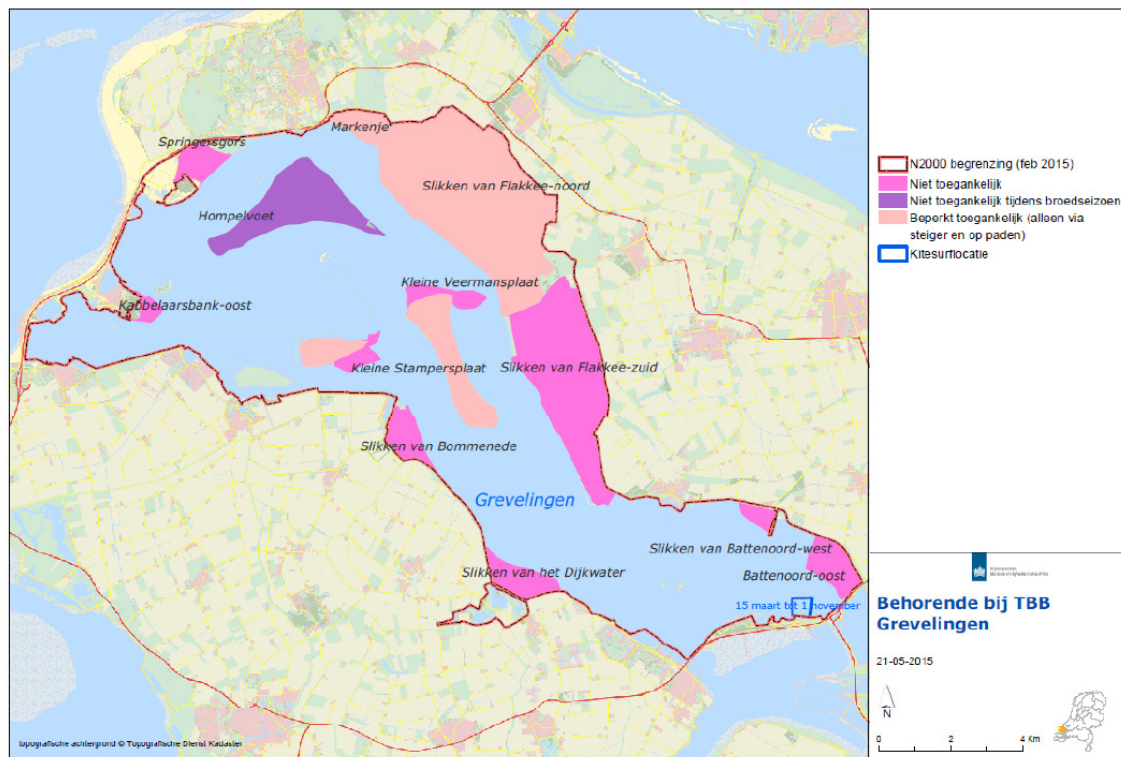 Markenje
Springersgors
Slikken van Flakkee-noord
Hompelvoet
Kleine Veermansplaat
Kabbelaarsbank-oost
Kleine Stampersplaat
Slikken van Flakkee-zuid
Slikken van Bommenede
Grevelingen
Slikken van Battenoord-west
Slikken van het Dijkwater
Battenoord-oost
15 maart tot 1 november
topografische achtergrond © Topografische Dienst Kadaster
N2000 begrenzing (feb 2015)
Niet toegankelijk
Niet toegankelijk tijdens broedseizoen
Beperkt toegankelijk (alleen via
steiger en op paden)
Kitesurflocatie
Behorende bij TBB
Grevelingen
21-05-2015
N
0 2 4 Km